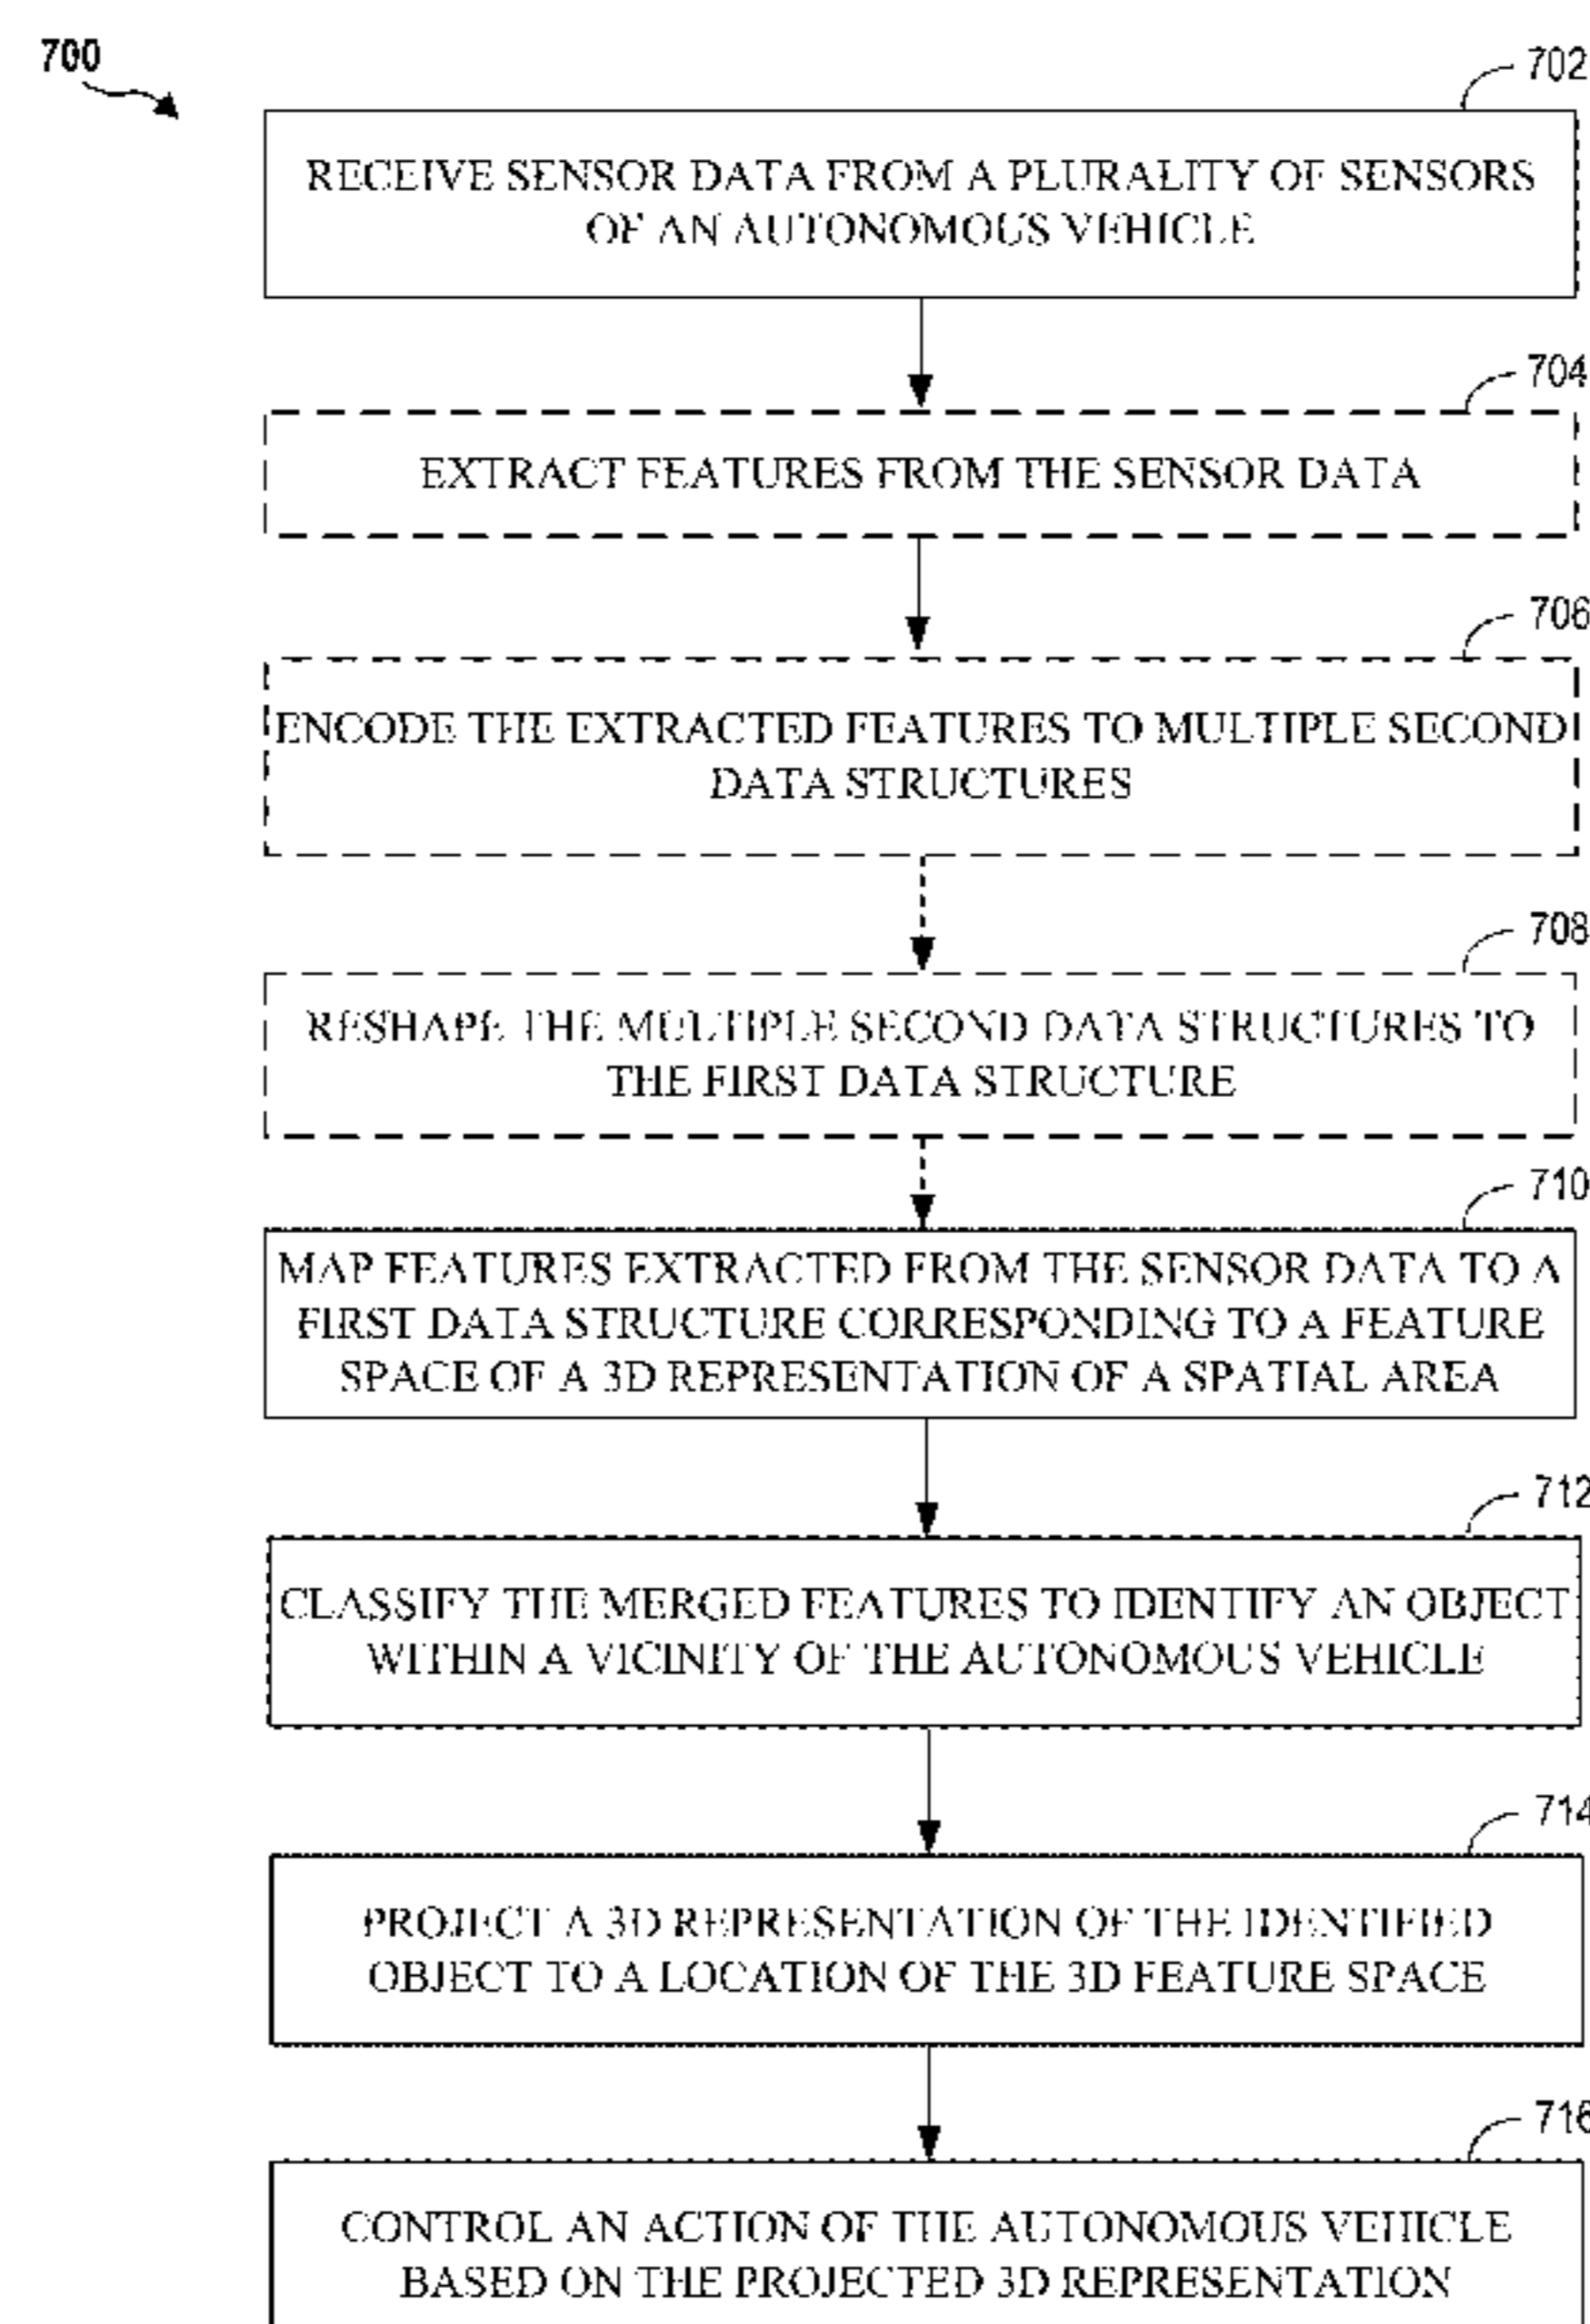 700
702
RECEIVE SENSOR DATA FROM A PLURALITY OF SENSORS
OF AN AUTONOMOUS VEHICLE
704
EXTRACT FEATURES FROM THE SENSOR DATA
706
ENCODE THE EXTRACTED FEATURES TO MULTIPLE SECOND
DATA STRUCTURES
708
RESHAPE THE MULTIPLE SECOND DATA STRUCTURES TO
THE FIRST DATA STRUCTURE
710
MAP FEATURES EXTRACTED FROM THE SENSOR DATA TO A
FIRST DATA STRUCTURE CORRESPONDING TO A FEATURE
SPACE OF A 3D REPRESENTATION OF A SPATIAL AREA
712
CLASSIFY THE MERGED FEATURES TO IDENTIFY AN OBJECT
WITHIN A VICINITY OF THE AUTONOMOUS VEHICLE
714
PROJECT A 3D REPRESENTATION OF THE IDENTIFIED
OBJECT TO A LOCATION OF THE 3D FEATURE SPACE
716
CONTROL AN ACTION OF THE AUTONOMOUS VEHICLE
BASED ON THE PROJECTED 3D REPRESENTATION